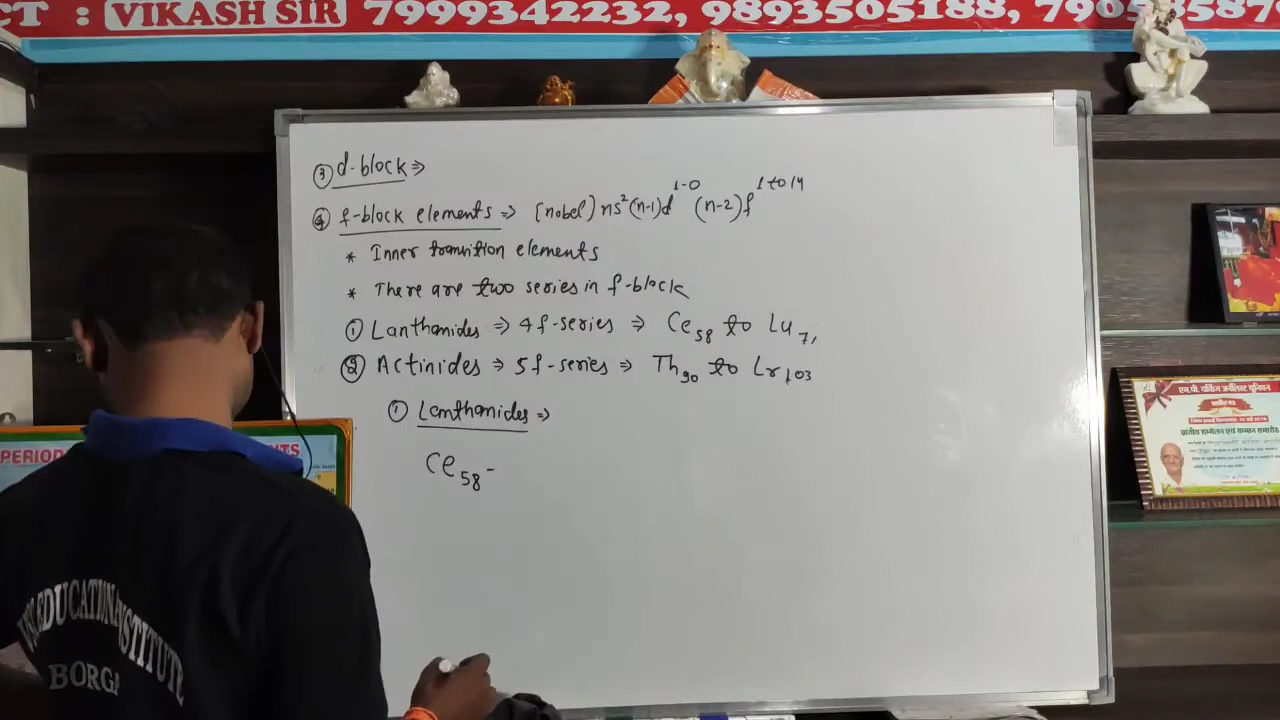 CT : VIKASH SIR 7999342232, 9893505188,
③ d-block ⇒
④ f-block elements ⇒ [nobel] ns² (n-1)d¹⁻⁰ (n-2)f¹ ᵗᵒ ¹⁴
* Inner transition elements
* There are two series in f-block
① Lanthanides ⇒ 4f-series ⇒ Ce₅₈ to Lu₇₁
② Actinides ⇒ 5f-series ⇒ Th₉₀ to Lr₁₀₃
① Lanthanides ⇒
Ce₅₈-
PERIOD
EDUCATION INSTITUTE
BORGA